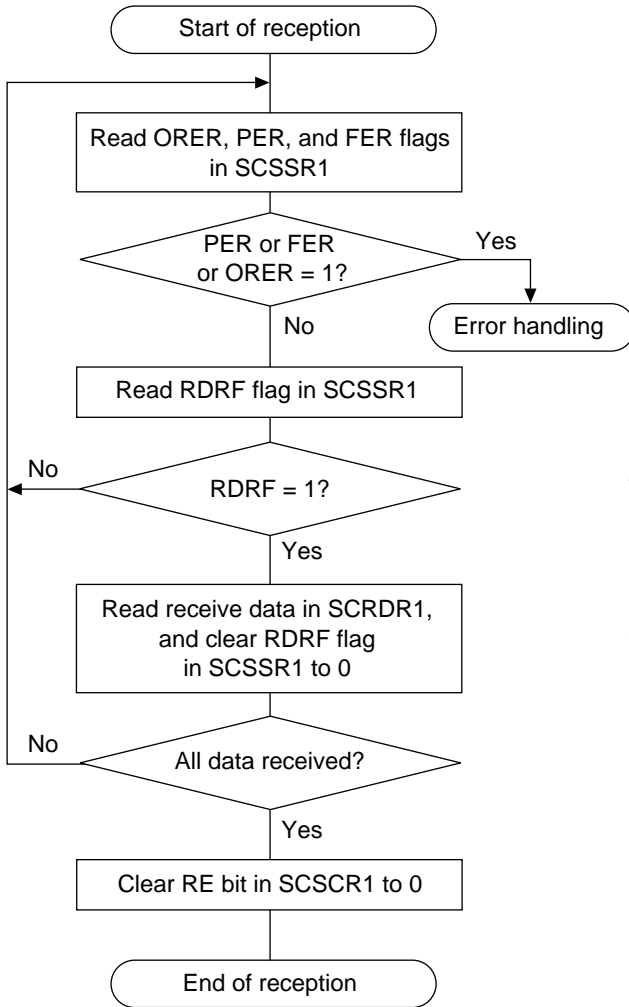 Start of reception
Read ORER, PER, and FER flags
in SCSSR1
PER or FER
or ORER = 1?
Yes
Error handling
No
Read RDRF flag in SCSSR1
No
RDRF = 1?
Yes
Read receive data in SCRDR1,
and clear RDRF flag
in SCSSR1 to 0
No
All data received?
Yes
Clear RE bit in SCSCR1 to 0
End of reception